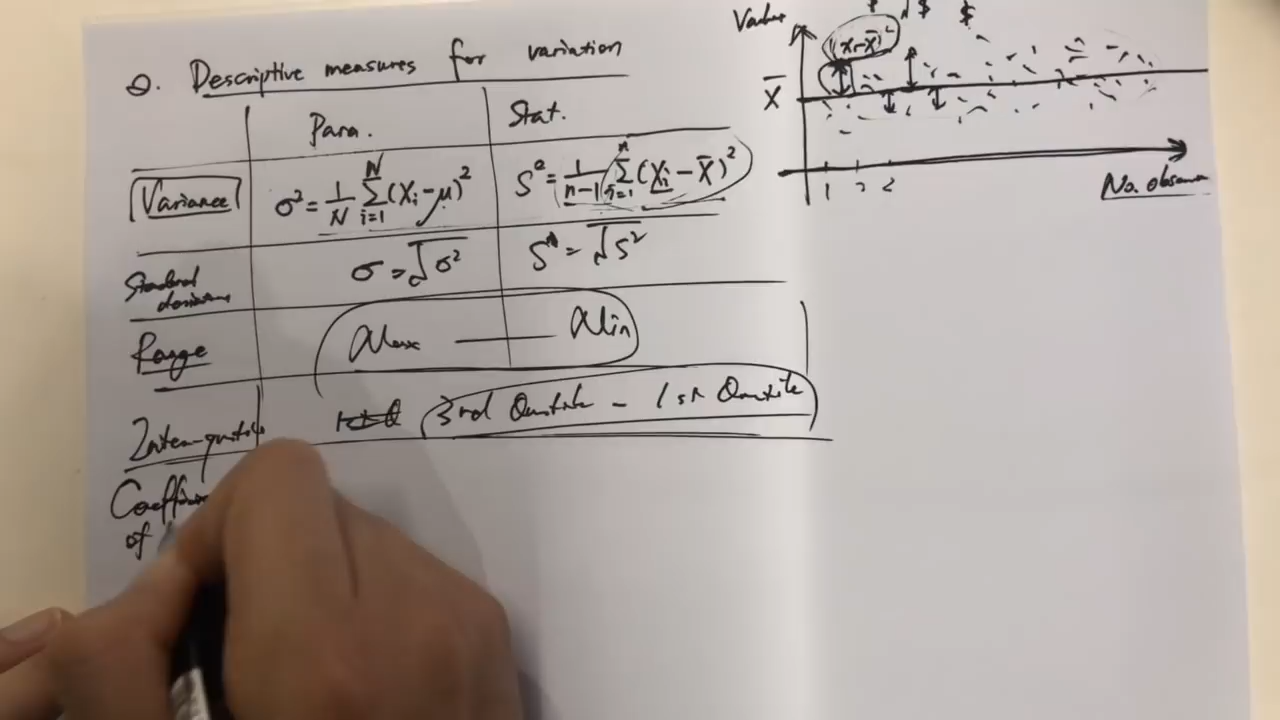 Q. Descriptive measures for variation
Para. Stat.
Variance σ² = 1/N Σ_{i=1}^{N} (Xi − μ)² S² = 1/(n−1) Σ_{i=1}^{n} (Xi − X̄)²
Standard deviation σ = √σ² S = √S²
Range Max — Min
Inter-quartile 3rd Quartile – 1st Quartile
Coefficien
of
Value
(Xi−X̄)²
$ $
X̄
1 2
No. observa